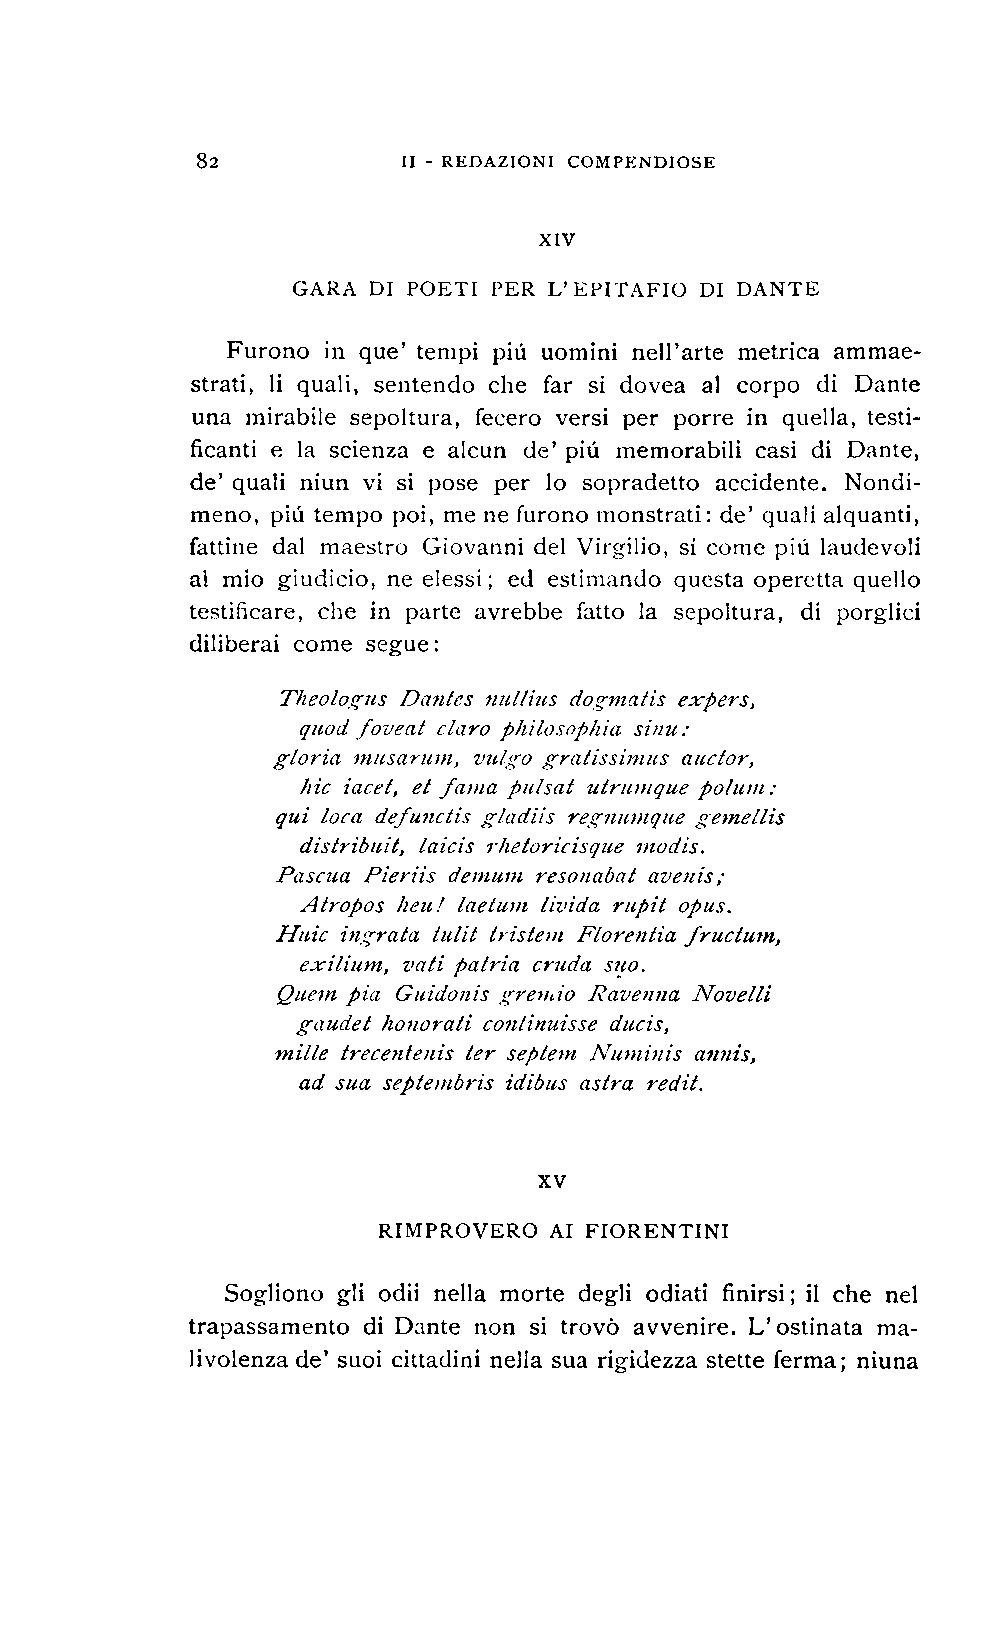 82
II - REDAZIONI COMPENDIOSE
XIV
GARA DI POETI PER L'EPITAFIO DI DANTE
Furono in que' tempi piú uomini nell'arte metrica ammae-
strati, li quali, sentendo che far si dovea al corpo di Dante
una mirabile sepoltura, fecero versi per porre in quella, testi-
ficanti e la scienza e alcun de' piú memorabili casi di Dante,
de' quali niun vi si pose per lo sopradetto accidente. Nondi-
meno, piú tempo poi, me ne furono monstrati: de' quali alquanti,
fattine dal maestro Giovanni del Virgilio, sí come piú laudevoli
al mio giudicio, ne elessi; ed estimando questa operetta quello
testificare, che in parte avrebbe fatto la sepoltura, di porglici
diliberai come segue:
Theologus Dantes nullius dogmatis expers,
quod foveat claro philosophia sinu:
gloria musarum, vulgo gratissimus auctor,
hic iacet, et fama pulsat utrumque polum:
qui loca defunctis gladiis regnumque gemellis
distribuit, laicis rhetoricisque modis.
Pascua Pieriis demum resonabat avenis;
Atropos heu! laetum livida rupit opus.
Huic ingrata tulit tristem Florentia fructum,
exilium, vati patria cruda suo.
Quem pia Guidonis gremio Ravenna Novelli
gaudet honorati continuisse ducis,
mille trecentenis ter septem Numinis annis,
ad sua septembris idibus astra redit.
XV
RIMPROVERO AI FIORENTINI
Sogliono gli odii nella morte degli odiati finirsi; il che nel
trapassamento di Dante non si trovò avvenire. L'ostinata ma-
livolenza de' suoi cittadini nella sua rigidezza stette ferma; niuna